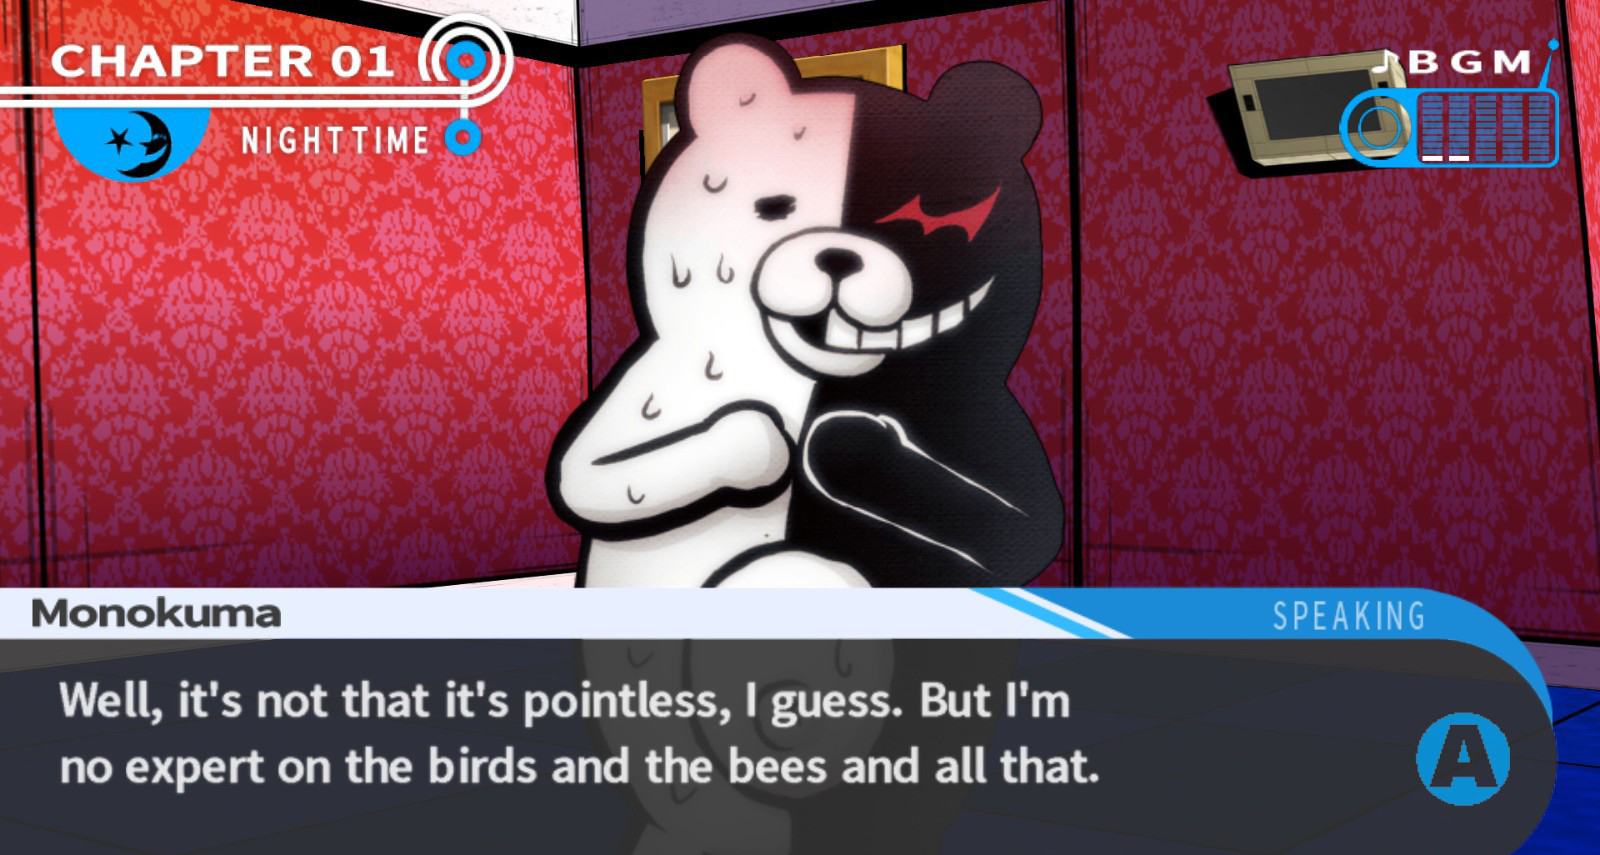 CHAPTER 01
NIGHTTIME
♪BGM
Monokuma
SPEAKING
Well, it's not that it's pointless, I guess. But I'm
no expert on the birds and the bees and all that.
A